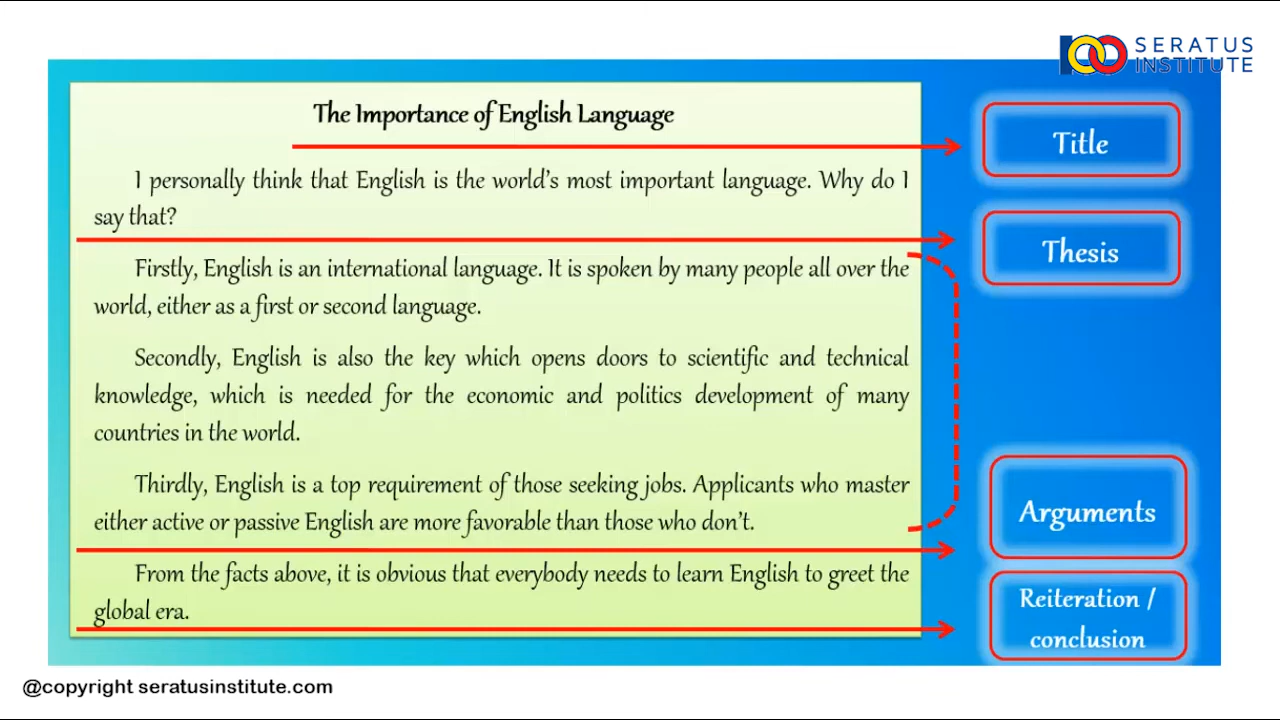 SERATUS
INSTITUTE
The Importance of English Language
Title
I personally think that English is the world's most important language. Why do I
say that?
Thesis
Firstly, English is an international language. It is spoken by many people all over the
world, either as a first or second language.
Secondly, English is also the key which opens doors to scientific and technical
knowledge, which is needed for the economic and politics development of many
countries in the world.
Thirdly, English is a top requirement of those seeking jobs. Applicants who master
either active or passive English are more favorable than those who don't.
Arguments
From the facts above, it is obvious that everybody needs to learn English to greet the
global era.
Reiteration /
conclusion
@copyright seratusinstitute.com